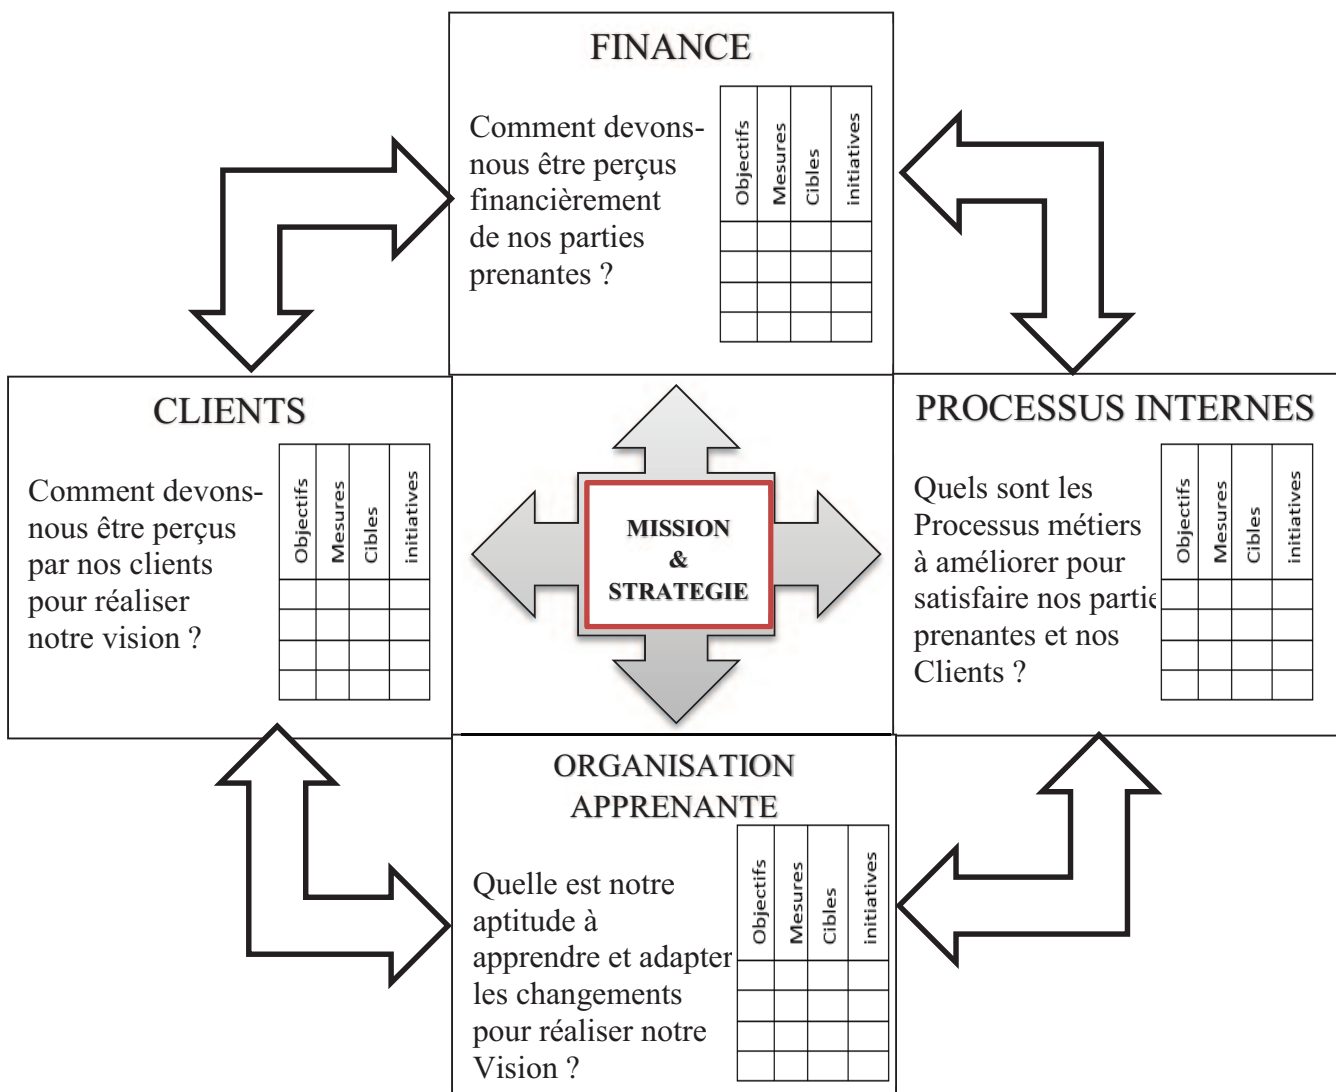 FINANCE
Comment devons-
nous être perçus
financièrement
de nos parties
prenantes ?
Objectifs
Mesures
Cibles
initiatives
CLIENTS
Comment devons-
nous être perçus
par nos clients
pour réaliser
notre vision ?
Objectifs
Mesures
Cibles
initiatives
MISSION
&
STRATEGIE
PROCESSUS INTERNES
Quels sont les
Processus métiers
à améliorer pour
satisfaire nos partie
prenantes et nos
Clients ?
Objectifs
Mesures
Cibles
initiatives
ORGANISATION
APPRENANTE
Quelle est notre
aptitude à
apprendre et adapter
les changements
pour réaliser notre
Vision ?
Objectifs
Mesures
Cibles
initiatives